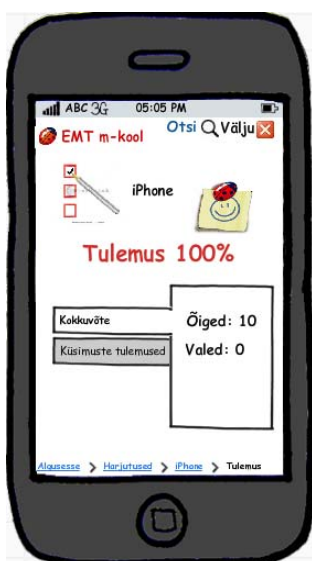 ABC 3G 05:05 PM
EMT m-kool Otsi Välju
iPhone
Tulemus 100%
Kokkuvõte Õiged: 10
Küsimuste tulemused Valed: 0
Algusesse > Harjutused > iPhone > Tulemus